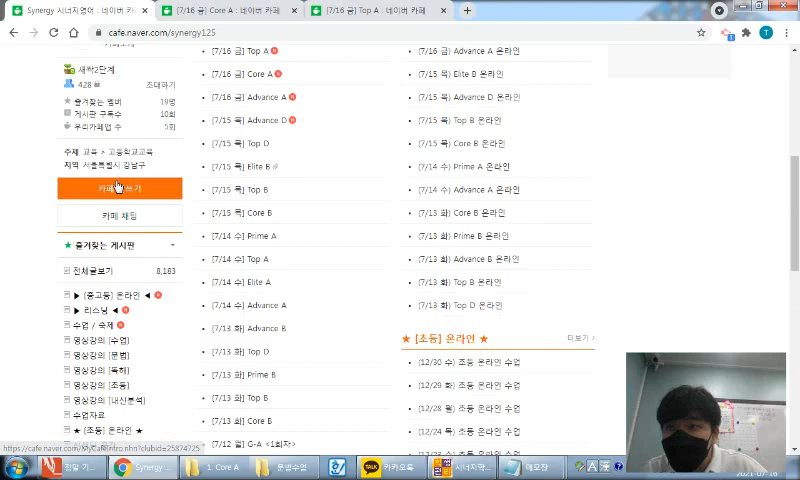 Synergy 시너지영어 : 네이버 카페
[7/16 금] Core A : 네이버 카페
[7/16 금] Top A : 네이버 카페
cafe.naver.com/synergy125
새싹2단계
428
초대하기
즐겨찾는 멤버 19명
게시판 구독수 10회
우리카페앱 수 5회
주제 교육 > 고등학교교육
지역 서울특별시 강남구
카페 쓰기
카페 채팅
★ 즐겨찾는 게시판
전체글보기 8,183
▶ [중고등] 온라인 ◀
▶ 리스닝 ◀
수업 / 숙제
영상강의 [수업]
영상강의 [문법]
영상강의 [독해]
영상강의 [초등]
영상강의 [내신분석]
수업자료
★ [초등] 온라인 ★
[7/16 금] Top A
[7/16 금] Core A
[7/16 금] Advance A
[7/15 목] Advance D
[7/15 목] Top D
[7/15 목] Elite B
[7/15 목] Top B
[7/15 목] Core B
[7/14 수] Prime A
[7/14 수] Top A
[7/14 수] Elite A
[7/14 수] Advance A
[7/13 화] Advance B
[7/13 화] Top D
[7/13 화] Prime B
[7/13 화] Top B
[7/13 화] Core B
[7/12 월] G-A <1회자>
(7/16 금) Advance A 온라인
(7/15 목) Elite B 온라인
(7/15 목) Advance D 온라인
(7/15 목) Top B 온라인
(7/15 목) Core B 온라인
(7/14 수) Prime A 온라인
(7/14 수) Advance A 온라인
(7/13 화) Core B 온라인
(7/13 화) Prime B 온라인
(7/13 화) Advance B 온라인
(7/13 화) Top B 온라인
(7/13 화) Top D 온라인
★ [초등] 온라인 ★
더보기
(12/30 수) 초등 온라인 수업
(12/29 화) 초등 온라인 수업
(12/28 월) 초등 온라인 수업
(12/24 목) 초등 온라인 수업
https://cafe.naver.com/MyCafeIntro.nhn?clubid=25874725
정말 기...
Synergy ...
1. Core A
문법수업
카카오톡
시너지학...
메모장
2021-07-16